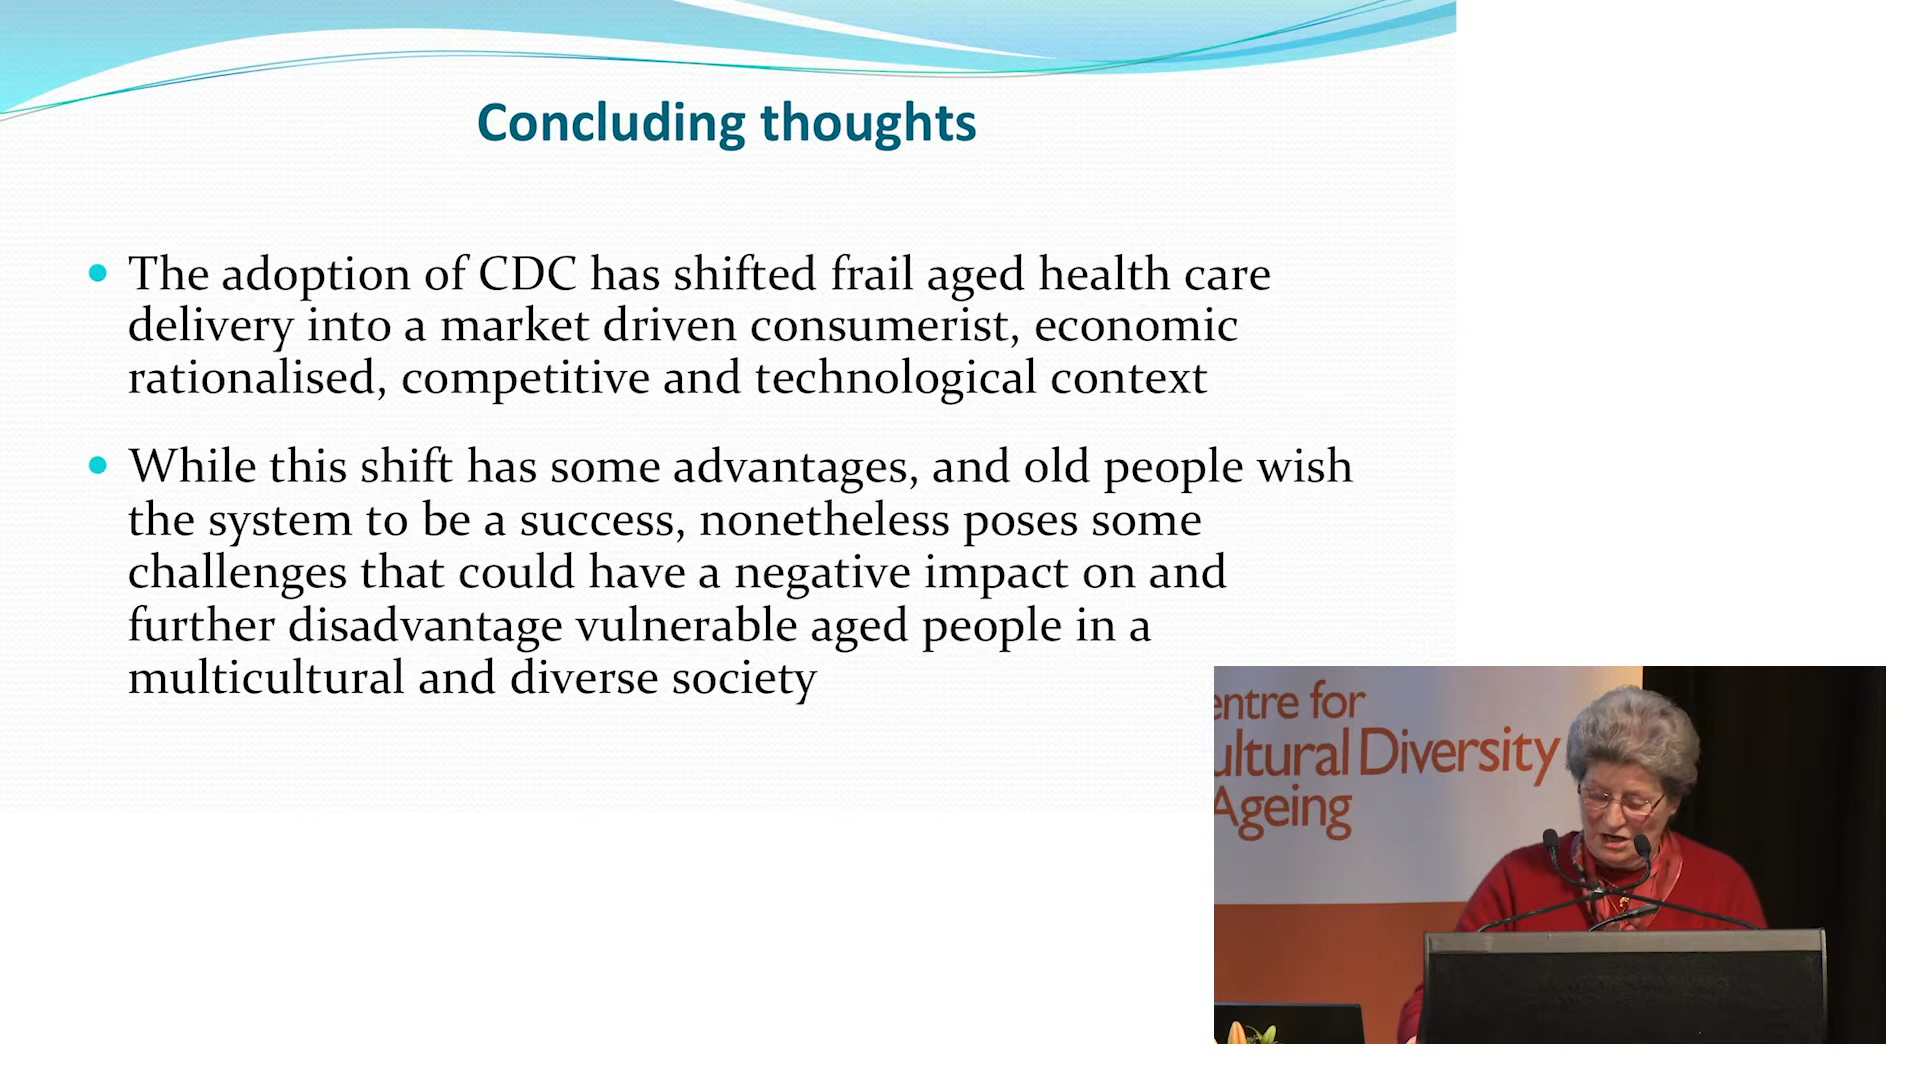 Concluding thoughts
• The adoption of CDC has shifted frail aged health care
delivery into a market driven consumerist, economic
rationalised, competitive and technological context
• While this shift has some advantages, and old people wish
the system to be a success, nonetheless poses some
challenges that could have a negative impact on and
further disadvantage vulnerable aged people in a
multicultural and diverse society
entre for
ultural Diversity
Ageing